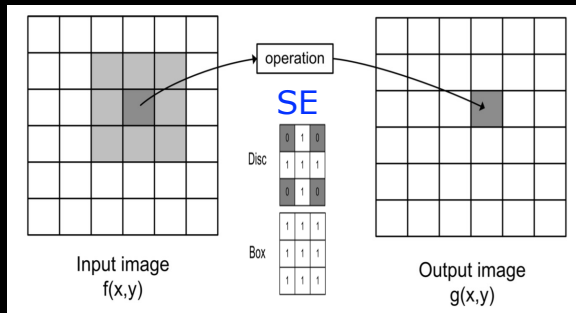 operation
SE
Disc
0 1 0
1 1 1
0 1 0
Box
1 1 1
1 1 1
1 1 1
Input image
f(x,y)
Output image
g(x,y)